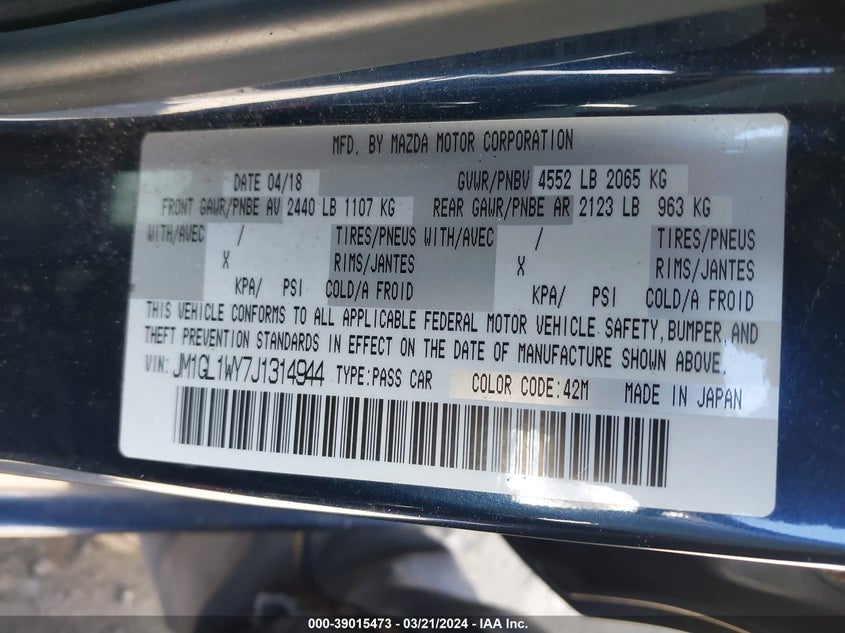 MFD. BY MAZDA MOTOR CORPORATION
DATE 04/18 GVWR/PNBV 4552 LB 2065 KG
FRONT GAWR/PNBE AV 2440 LB 1107 KG REAR GAWR/PNBE AR 2123 LB 963 KG
WITH/AVEC / TIRES/PNEUS WITH/AVEC / TIRES/PNEUS
X RIMS/JANTES X RIMS/JANTES
KPA/ PSI COLD/A FROID KPA/ PSI COLD/A FROID
THIS VEHICLE CONFORMS TO ALL APPLICABLE FEDERAL MOTOR VEHICLE SAFETY, BUMPER AND
THEFT PREVENTION STANDARDS IN EFFECT ON THE DATE OF MANUFACTURE SHOWN ABOVE.
VIN: JM1GL1WY7J1314944 TYPE:PASS CAR COLOR CODE:42M MADE IN JAPAN
000-39015473 - 03/21/2024 - IAA Inc.